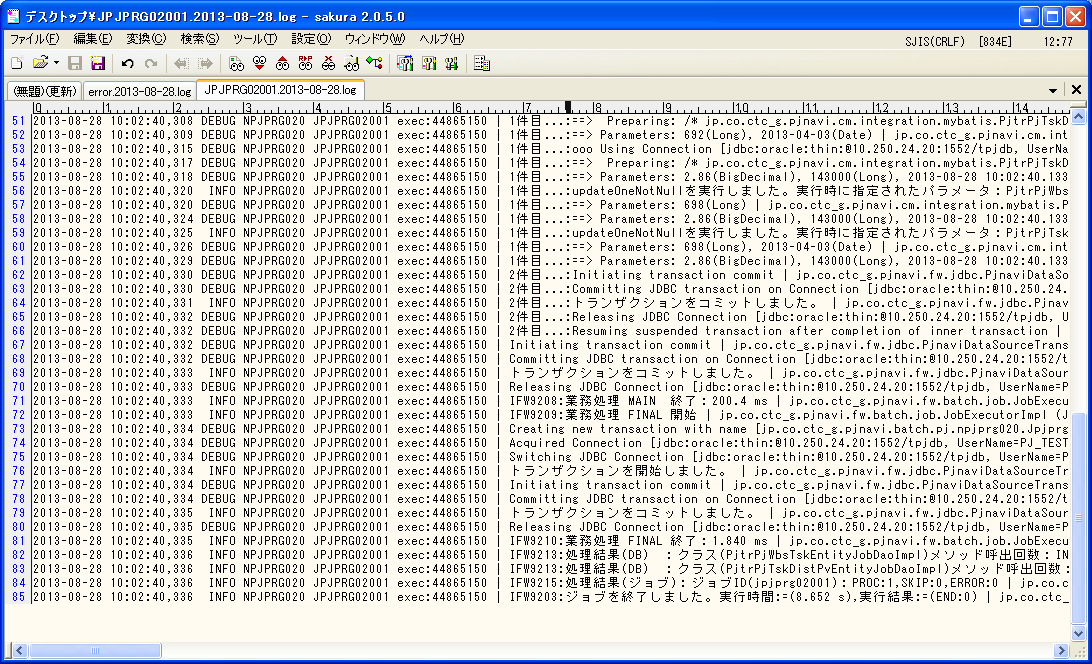 デスクトップ¥JPJPRG02001.2013-08-28.log - sakura 2.0.5.0
ファイル(F) 編集(E) 変換(C) 検索(S) ツール(T) 設定(O) ウィンドウ(W) ヘルプ(H) SJIS(CRLF) [834E] 12:77
(無題)(更新) error.2013-08-28.log JPJPRG02001.2013-08-28.log
0 1 2 3 4 5 6 7 8 9 10 11 12 13 14
51 2013-08-28 10:02:40,308 DEBUG NPJPRG020 JPJPRG02001 exec:44865150 | 1件目...:==>  Preparing: /* jp.co.ctc_g.pjnavi.cm.integration.mybatis.PjtrPjTskD
52 2013-08-28 10:02:40,309 DEBUG NPJPRG020 JPJPRG02001 exec:44865150 | 1件目...:==> Parameters: 692(Long), 2013-04-03(Date) | jp.co.ctc_g.pjnavi.cm.int
53 2013-08-28 10:02:40,315 DEBUG NPJPRG020 JPJPRG02001 exec:44865150 | 1件目...:ooo Using Connection [jdbc:oracle:thin:@10.250.24.20:1552/tpjdb, UserNa
54 2013-08-28 10:02:40,317 DEBUG NPJPRG020 JPJPRG02001 exec:44865150 | 1件目...:==>  Preparing: /* jp.co.ctc_g.pjnavi.cm.integration.mybatis.PjtrPjTskD
55 2013-08-28 10:02:40,318 DEBUG NPJPRG020 JPJPRG02001 exec:44865150 | 1件目...:==> Parameters: 2.86(BigDecimal), 143000(Long), 2013-08-28 10:02:40.133
56 2013-08-28 10:02:40,320  INFO NPJPRG020 JPJPRG02001 exec:44865150 | 1件目...:updateOneNotNullを実行しました。実行時に指定されたパラメータ：PjtrPjWbs
57 2013-08-28 10:02:40,320 DEBUG NPJPRG020 JPJPRG02001 exec:44865150 | 1件目...:==> Parameters: 698(Long) | jp.co.ctc_g.pjnavi.cm.integration.mybatis.P
58 2013-08-28 10:02:40,324 DEBUG NPJPRG020 JPJPRG02001 exec:44865150 | 1件目...:==> Parameters: 2.86(BigDecimal), 143000(Long), 2013-08-28 10:02:40.133
59 2013-08-28 10:02:40,325  INFO NPJPRG020 JPJPRG02001 exec:44865150 | 1件目...:updateOneNotNullを実行しました。実行時に指定されたパラメータ：PjtrPjTsk
60 2013-08-28 10:02:40,326 DEBUG NPJPRG020 JPJPRG02001 exec:44865150 | 1件目...:==> Parameters: 698(Long), 2013-04-03(Date) | jp.co.ctc_g.pjnavi.cm.int
61 2013-08-28 10:02:40,329 DEBUG NPJPRG020 JPJPRG02001 exec:44865150 | 1件目...:==> Parameters: 2.86(BigDecimal), 143000(Long), 2013-08-28 10:02:40.133
62 2013-08-28 10:02:40,330 DEBUG NPJPRG020 JPJPRG02001 exec:44865150 | 2件目...:Initiating transaction commit | jp.co.ctc_g.pjnavi.fw.jdbc.PjnaviDataSo
63 2013-08-28 10:02:40,330 DEBUG NPJPRG020 JPJPRG02001 exec:44865150 | 2件目...:Committing JDBC transaction on Connection [jdbc:oracle:thin:@10.250.24.
64 2013-08-28 10:02:40,331  INFO NPJPRG020 JPJPRG02001 exec:44865150 | 2件目...:トランザクションをコミットしました。 | jp.co.ctc_g.pjnavi.fw.jdbc.Pjnav
65 2013-08-28 10:02:40,332 DEBUG NPJPRG020 JPJPRG02001 exec:44865150 | 2件目...:Releasing JDBC Connection [jdbc:oracle:thin:@10.250.24.20:1552/tpjdb, U
66 2013-08-28 10:02:40,332 DEBUG NPJPRG020 JPJPRG02001 exec:44865150 | 2件目...:Resuming suspended transaction after completion of inner transaction |
67 2013-08-28 10:02:40,332 DEBUG NPJPRG020 JPJPRG02001 exec:44865150 | Initiating transaction commit | jp.co.ctc_g.pjnavi.fw.jdbc.PjnaviDataSourceTrans
68 2013-08-28 10:02:40,332 DEBUG NPJPRG020 JPJPRG02001 exec:44865150 | Committing JDBC transaction on Connection [jdbc:oracle:thin:@10.250.24.20:1552/t
69 2013-08-28 10:02:40,333  INFO NPJPRG020 JPJPRG02001 exec:44865150 | トランザクションをコミットしました。 | jp.co.ctc_g.pjnavi.fw.jdbc.PjnaviDataSource
70 2013-08-28 10:02:40,333 DEBUG NPJPRG020 JPJPRG02001 exec:44865150 | Releasing JDBC Connection [jdbc:oracle:thin:@10.250.24.20:1552/tpjdb, UserName=P
71 2013-08-28 10:02:40,333  INFO NPJPRG020 JPJPRG02001 exec:44865150 | IFW9208:業務処理 MAIN  終了：200.4 ms | jp.co.ctc_g.pjnavi.fw.batch.job.JobExecu
72 2013-08-28 10:02:40,333  INFO NPJPRG020 JPJPRG02001 exec:44865150 | IFW9209:業務処理 FINAL 開始 | jp.co.ctc_g.pjnavi.fw.batch.job.JobExecutorImpl (J
73 2013-08-28 10:02:40,334 DEBUG NPJPRG020 JPJPRG02001 exec:44865150 | Creating new transaction with name [jp.co.ctc_g.pjnavi.batch.pj.npjprg020.Jpjprg
74 2013-08-28 10:02:40,334 DEBUG NPJPRG020 JPJPRG02001 exec:44865150 | Acquired Connection [jdbc:oracle:thin:@10.250.24.20:1552/tpjdb, UserName=PJ_TEST
75 2013-08-28 10:02:40,334 DEBUG NPJPRG020 JPJPRG02001 exec:44865150 | Switching JDBC Connection [jdbc:oracle:thin:@10.250.24.20:1552/tpjdb, UserName=P
76 2013-08-28 10:02:40,334  INFO NPJPRG020 JPJPRG02001 exec:44865150 | トランザクションを開始しました。 | jp.co.ctc_g.pjnavi.fw.jdbc.PjnaviDataSourceTr
77 2013-08-28 10:02:40,334 DEBUG NPJPRG020 JPJPRG02001 exec:44865150 | Initiating transaction commit | jp.co.ctc_g.pjnavi.fw.jdbc.PjnaviDataSourceTrans
78 2013-08-28 10:02:40,334 DEBUG NPJPRG020 JPJPRG02001 exec:44865150 | Committing JDBC transaction on Connection [jdbc:oracle:thin:@10.250.24.20:1552/t
79 2013-08-28 10:02:40,335  INFO NPJPRG020 JPJPRG02001 exec:44865150 | トランザクションをコミットしました。 | jp.co.ctc_g.pjnavi.fw.jdbc.PjnaviDataSource
80 2013-08-28 10:02:40,335 DEBUG NPJPRG020 JPJPRG02001 exec:44865150 | Releasing JDBC Connection [jdbc:oracle:thin:@10.250.24.20:1552/tpjdb, UserName=P
81 2013-08-28 10:02:40,335  INFO NPJPRG020 JPJPRG02001 exec:44865150 | IFW9210:業務処理 FINAL 終了：1.840 ms | jp.co.ctc_g.pjnavi.fw.batch.job.JobExecu
82 2013-08-28 10:02:40,336  INFO NPJPRG020 JPJPRG02001 exec:44865150 | IFW9213:処理結果(DB)  ：クラス(PjtrPjWbsTskEntityJobDaoImpl)メソッド呼出回数：IN
83 2013-08-28 10:02:40,336  INFO NPJPRG020 JPJPRG02001 exec:44865150 | IFW9213:処理結果(DB)  ：クラス(PjtrPjTskDistPvEntityJobDaoImpl)メソッド呼出回数：
84 2013-08-28 10:02:40,336  INFO NPJPRG020 JPJPRG02001 exec:44865150 | IFW9215:処理結果(ジョブ)：ジョブID(jpjprg02001)：PROC:1,SKIP:0,ERROR:0 | jp.co.c
85 2013-08-28 10:02:40,336  INFO NPJPRG020 JPJPRG02001 exec:44865150 | IFW9203:ジョブを終了しました。実行時間:=(8.652 s),実行結果:=(END:0) | jp.co.ctc_